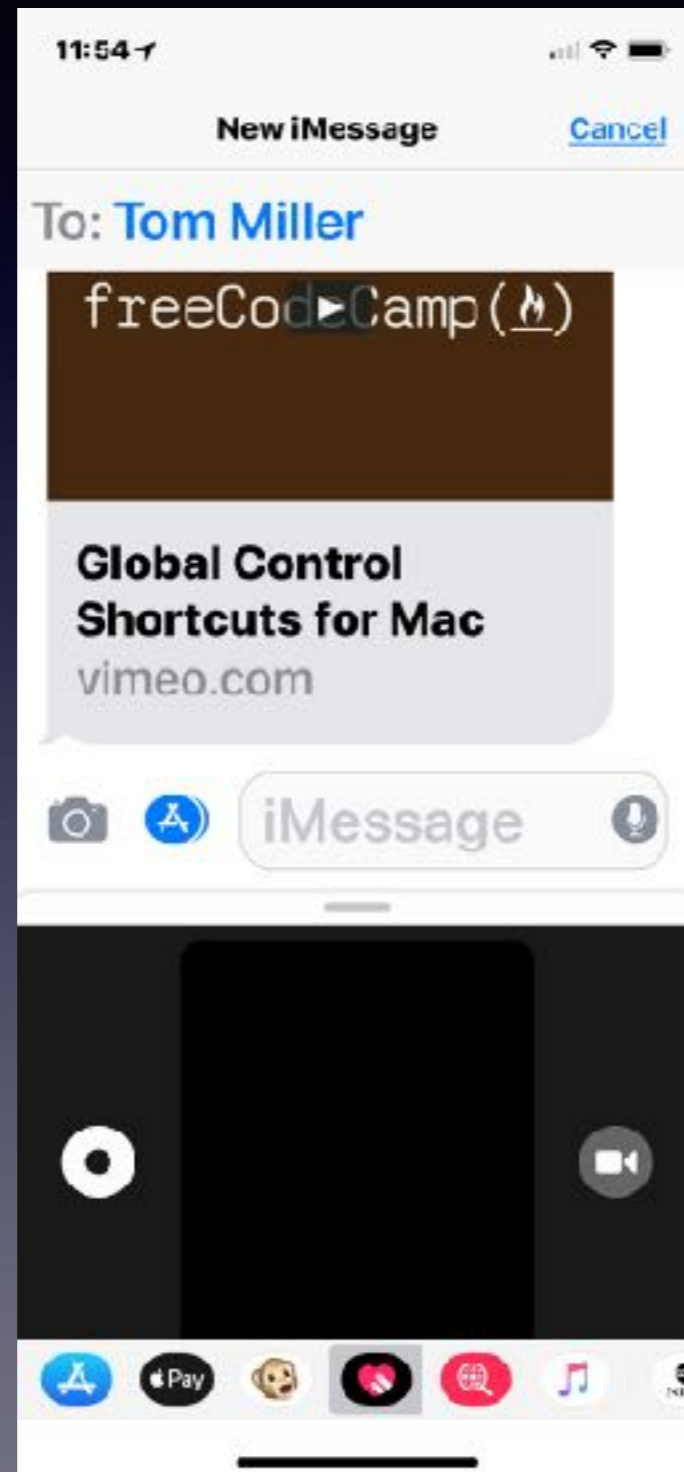 11:54
New iMessage Cancel
To: Tom Miller
freeCodeCamp(🔥)
Global Control
Shortcuts for Mac
vimeo.com
iMessage
Pay